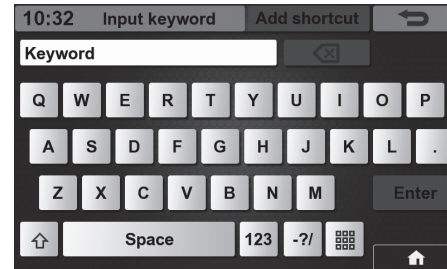 10:32 Input keyword Add shortcut
Keyword
Q W E R T Y U I O P
A S D F G H J K L .
Z X C V B N M Enter
Space 123 -?/